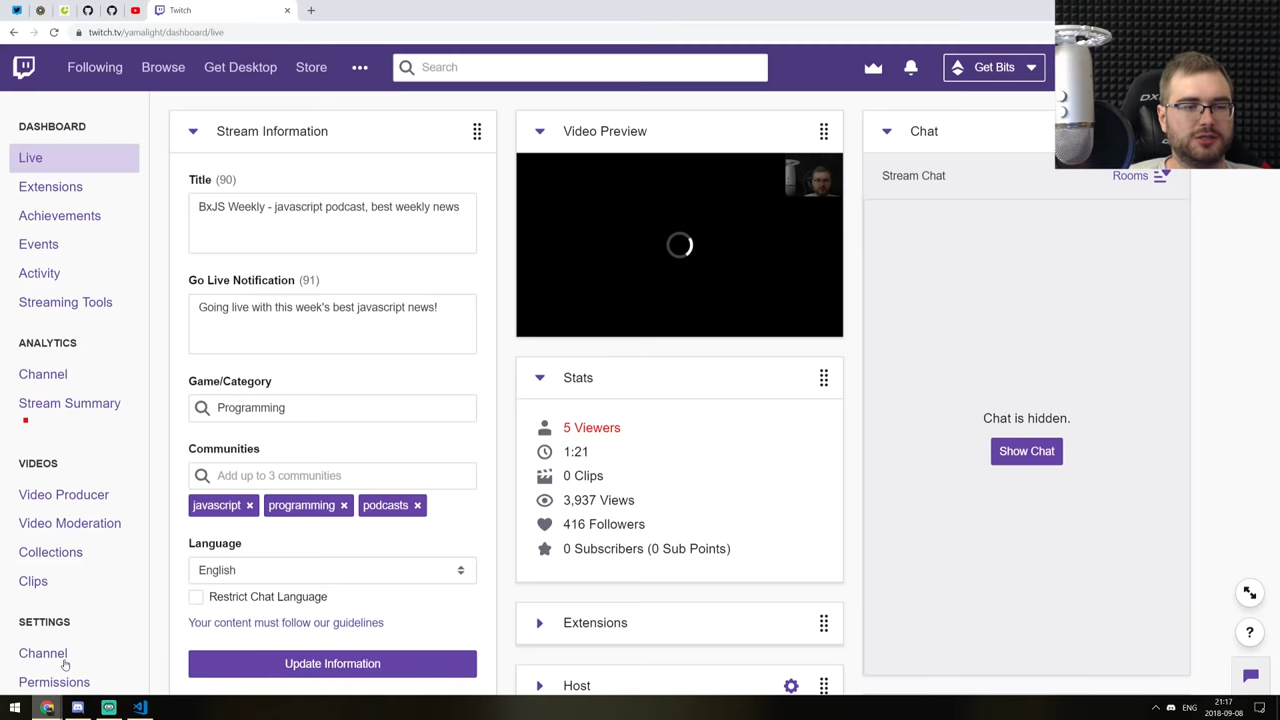 Twitch
twitch.tv/yamalight/dashboard/live
Following
Browse
Get Desktop
Store
Search
Get Bits
DASHBOARD
Live
Extensions
Achievements
Events
Activity
Streaming Tools
ANALYTICS
Channel
Stream Summary
VIDEOS
Video Producer
Video Moderation
Collections
Clips
SETTINGS
Channel
Permissions
Stream Information
Title (90)
BxJS Weekly - javascript podcast, best weekly news
Go Live Notification (91)
Going live with this week's best javascript news!
Game/Category
Programming
Communities
Add up to 3 communities
javascript ×
programming ×
podcasts ×
Language
English
Restrict Chat Language
Your content must follow our guidelines
Update Information
Video Preview
Stats
5 Viewers
1:21
0 Clips
3,937 Views
416 Followers
0 Subscribers (0 Sub Points)
Extensions
Host
Chat
Stream Chat
Rooms
Chat is hidden.
Show Chat
?
ENG
21:17
2018-09-08